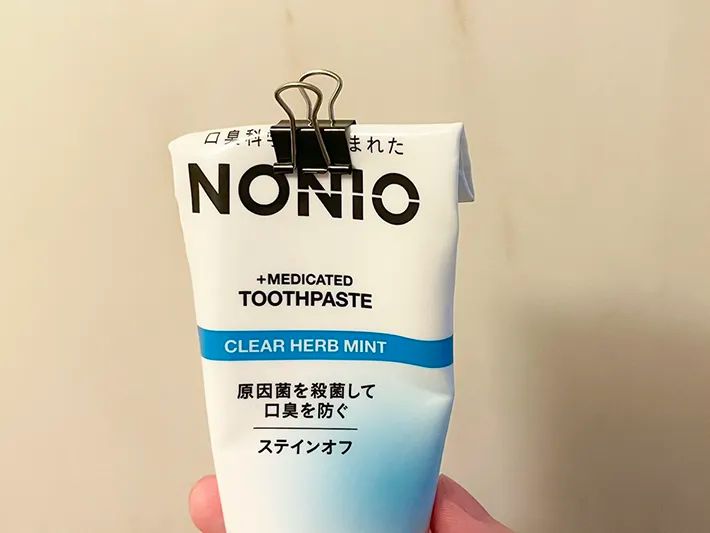 口臭科 まれた
NONIO
+MEDICATED
TOOTHPASTE
CLEAR HERB MINT
原因菌を殺菌して
口臭を防ぐ
ステインオフ